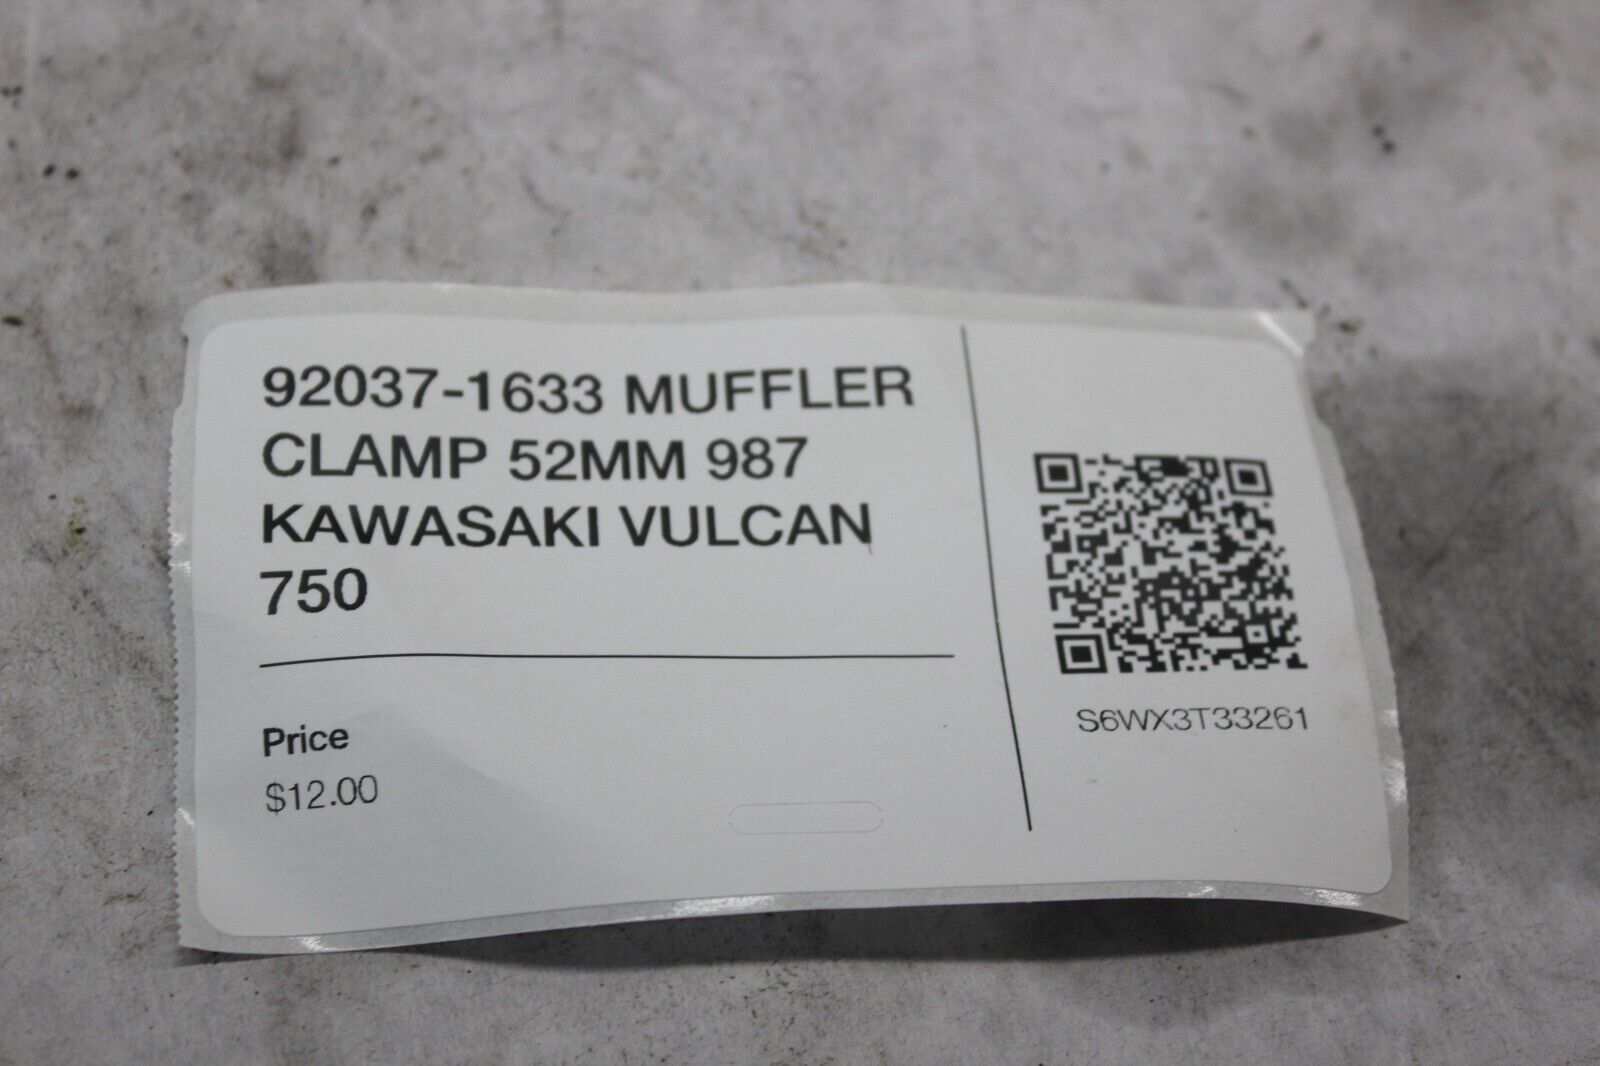 92037-1633 MUFFLER
CLAMP 52MM 987
KAWASAKI VULCAN
750
Price
$12.00
S6WX3T33261